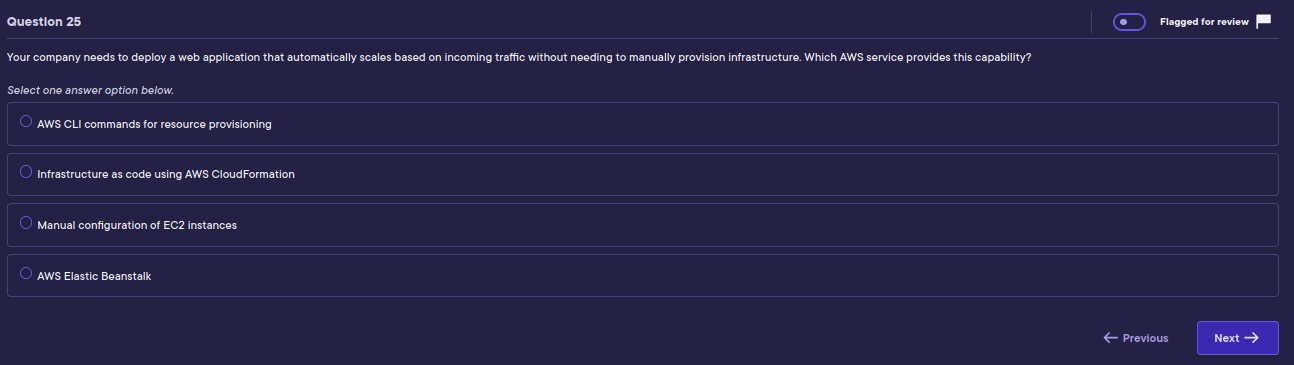 Question 25
Flagged for review
Your company needs to deploy a web application that automatically scales based on incoming traffic without needing to manually provision infrastructure. Which AWS service provides this capability?
Select one answer option below.
AWS CLI commands for resource provisioning
Infrastructure as code using AWS CloudFormation
Manual configuration of EC2 instances
AWS Elastic Beanstalk
← Previous
Next →